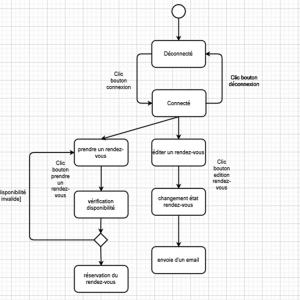 Déconnecté
Clic
bouton
connexion
Clic bouton
déconnexion
Connecté
prendre un rendez-
vous
éditer un rendez-vous
Clic
bouton
prendre
un
rendez-
vous
Clic
bouton
edition
rendez-
vous
isponibilité
invalide]
vérification
disponibilité
changement état
rendez-vous
envoie d'un email
réservation du
rendez-vous